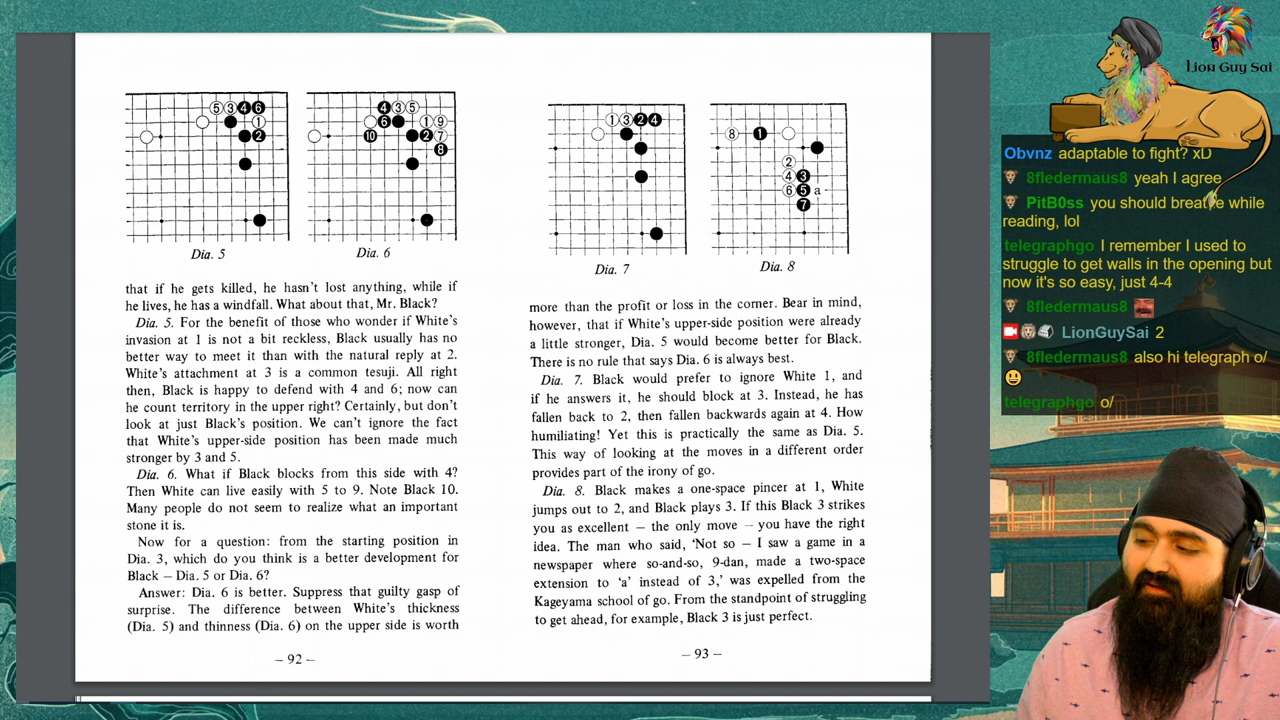 Dia. 5
Dia. 6
that if he gets killed, he hasn't lost anything, while if
he lives, he has a windfall. What about that, Mr. Black?
Dia. 5. For the benefit of those who wonder if White's
invasion at 1 is not a bit reckless, Black usually has no
better way to meet it than with the natural reply at 2.
White's attachment at 3 is a common tesuji. All right
then, Black is happy to defend with 4 and 6; now can
he count territory in the upper right? Certainly, but don't
look at just Black's position. We can't ignore the fact
that White's upper-side position has been made much
stronger by 3 and 5.
Dia. 6. What if Black blocks from this side with 4?
Then White can live easily with 5 to 9. Note Black 10.
Many people do not seem to realize what an important
stone it is.
Now for a question: from the starting position in
Dia. 3, which do you think is a better development for
Black – Dia. 5 or Dia. 6?
Answer: Dia. 6 is better. Suppress that guilty gasp of
surprise. The difference between White's thickness
(Dia. 5) and thinness (Dia. 6) on the upper side is worth
– 92 –
Dia. 7
Dia. 8
a
more than the profit or loss in the corner. Bear in mind,
however, that if White's upper-side position were already
a little stronger, Dia. 5 would become better for Black.
There is no rule that says Dia. 6 is always best.
Dia. 7. Black would prefer to ignore White 1, and
if he answers it, he should block at 3. Instead, he has
fallen back to 2, then fallen backwards again at 4. How
humiliating! Yet this is practically the same as Dia. 5.
This way of looking at the moves in a different order
provides part of the irony of go.
Dia. 8. Black makes a one-space pincer at 1, White
jumps out to 2, and Black plays 3. If this Black 3 strikes
you as excellent – the only move – you have the right
idea. The man who said, 'Not so – I saw a game in a
newspaper where so-and-so, 9-dan, made a two-space
extension to 'a' instead of 3,' was expelled from the
Kageyama school of go. From the standpoint of struggling
to get ahead, for example, Black 3 is just perfect.
– 93 –
Lion Guy Sai
Obvnz adaptable to fight? xD
8fledermaus8 yeah I agree
PitB0ss you should breathe while
reading, lol
telegraphgo I remember I used to
struggle to get walls in the opening but
now it's so easy, just 4-4
8fledermaus8
LionGuySai 2
8fledermaus8 also hi telegraph o/
telegraphgo o/